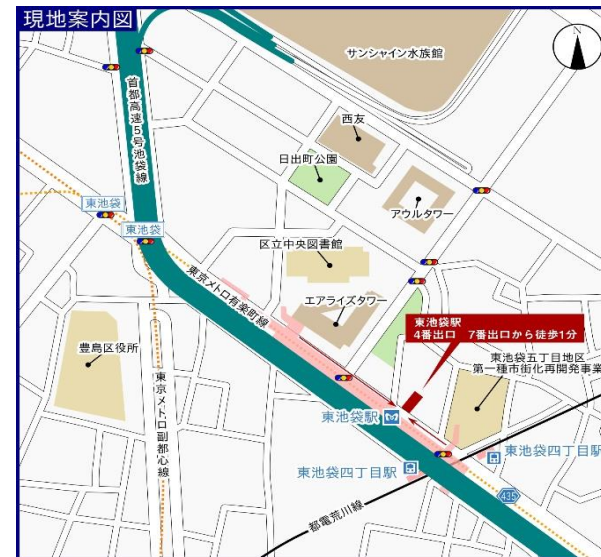 現地案内図
サンシャイン水族館
N
首都高速5号池袋線
西友
日出町公園
アウルタワー
東池袋
東池袋
区立中央図書館
東京メトロ有楽町線
エアライズタワー
東池袋駅
4番出口 7番出口から徒歩1分
豊島区役所
東池袋五丁目地区
第一種市街化再開発事業
東京メトロ副都心線
東池袋駅
東池袋四丁目駅
東池袋四丁目駅
435
都電荒川線